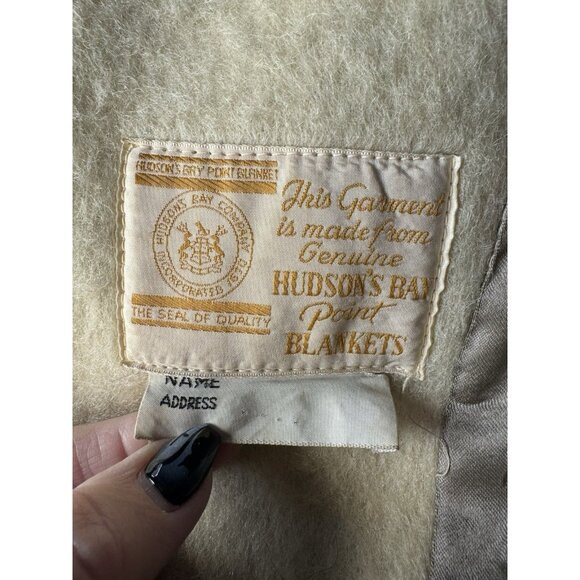 HUDSON'S BAY POINT BLANKET
HUDSON'S BAY COMPANY
INCORPORATED 1670
THE SEAL OF QUALITY
This Garment
is made from
Genuine
HUDSON'S BAY
Point
BLANKETS
NAME
ADDRESS